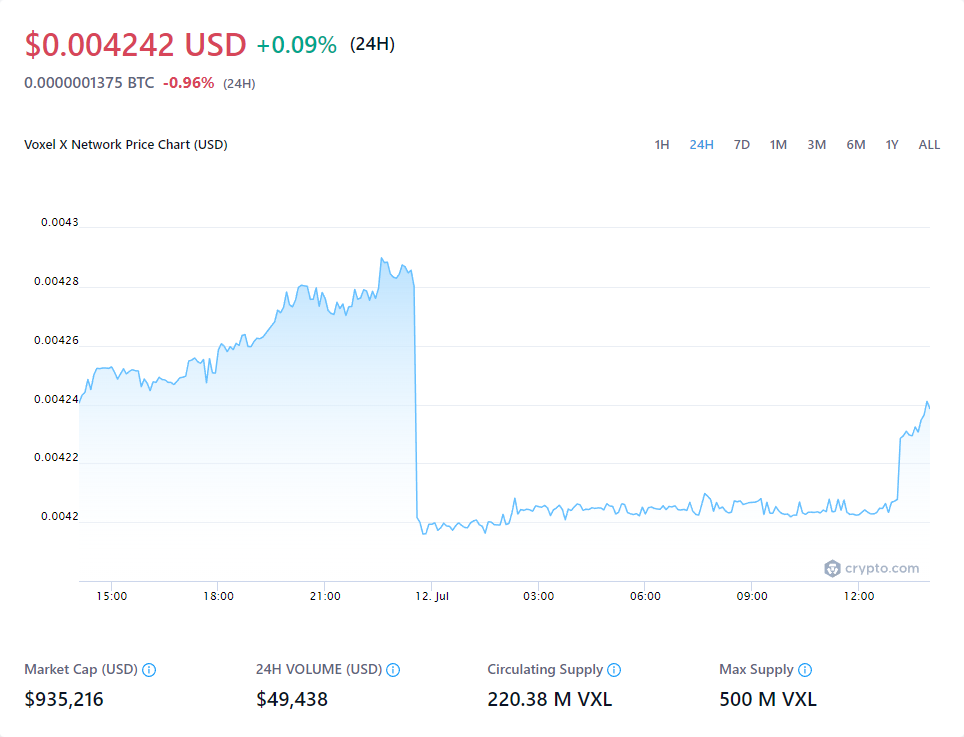 $0.004242 USD +0.09% (24H)
0.0000001375 BTC -0.96% (24H)
Voxel X Network Price Chart (USD) 1H 24H 7D 1M 3M 6M 1Y ALL
0.0043
0.00428
0.00426
0.00424
0.00422
0.0042
crypto.com
15:00 18:00 21:00 12. Jul 03:00 06:00 09:00 12:00
Market Cap (USD) 24H VOLUME (USD) Circulating Supply Max Supply
$935,216 $49,438 220.38 M VXL 500 M VXL